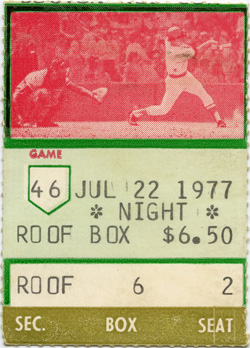 GAME
46 JUL 22 1977
* NIGHT *
ROOF BOX $6.50
ROOF 6 2
SEC. BOX SEAT